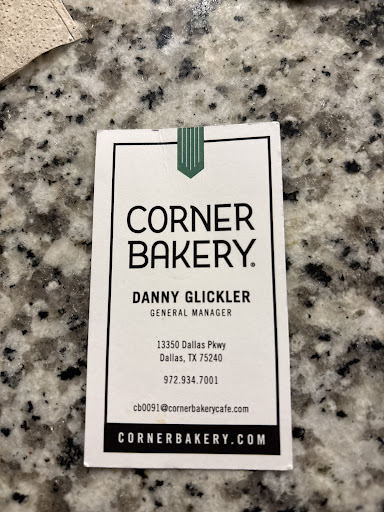 CORNER
BAKERY®
DANNY GLICKLER
GENERAL MANAGER
13350 Dallas Pkwy
Dallas, TX 75240
972.934.7001
cb0091@cornerbakerycafe.com
CORNERBAKERY.COM